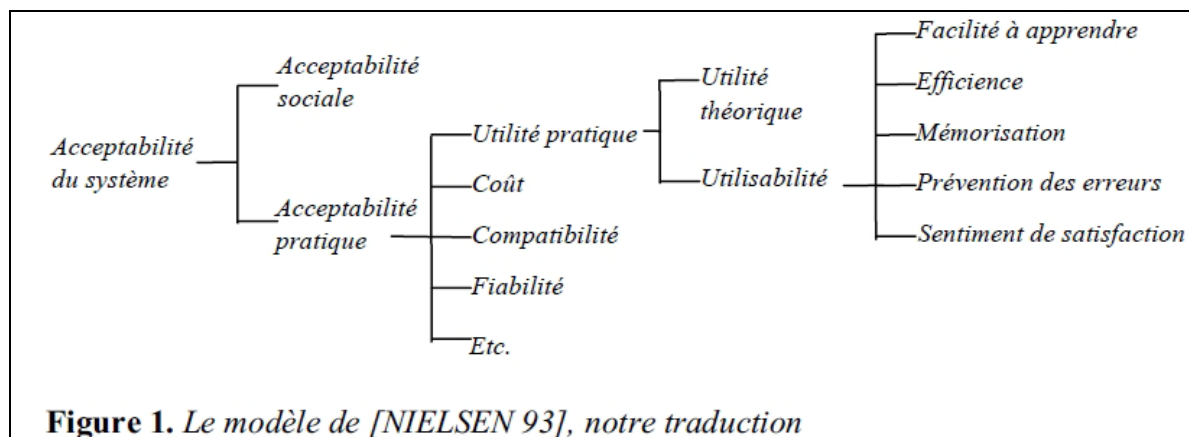 Acceptabilité
du système
Acceptabilité
sociale
Acceptabilité
pratique
Utilité pratique
Coût
Compatibilité
Fiabilité
Etc.
Utilité
théorique
Utilisabilité
Facilité à apprendre
Efficience
Mémorisation
Prévention des erreurs
Sentiment de satisfaction
Figure 1. Le modèle de [NIELSEN 93], notre traduction